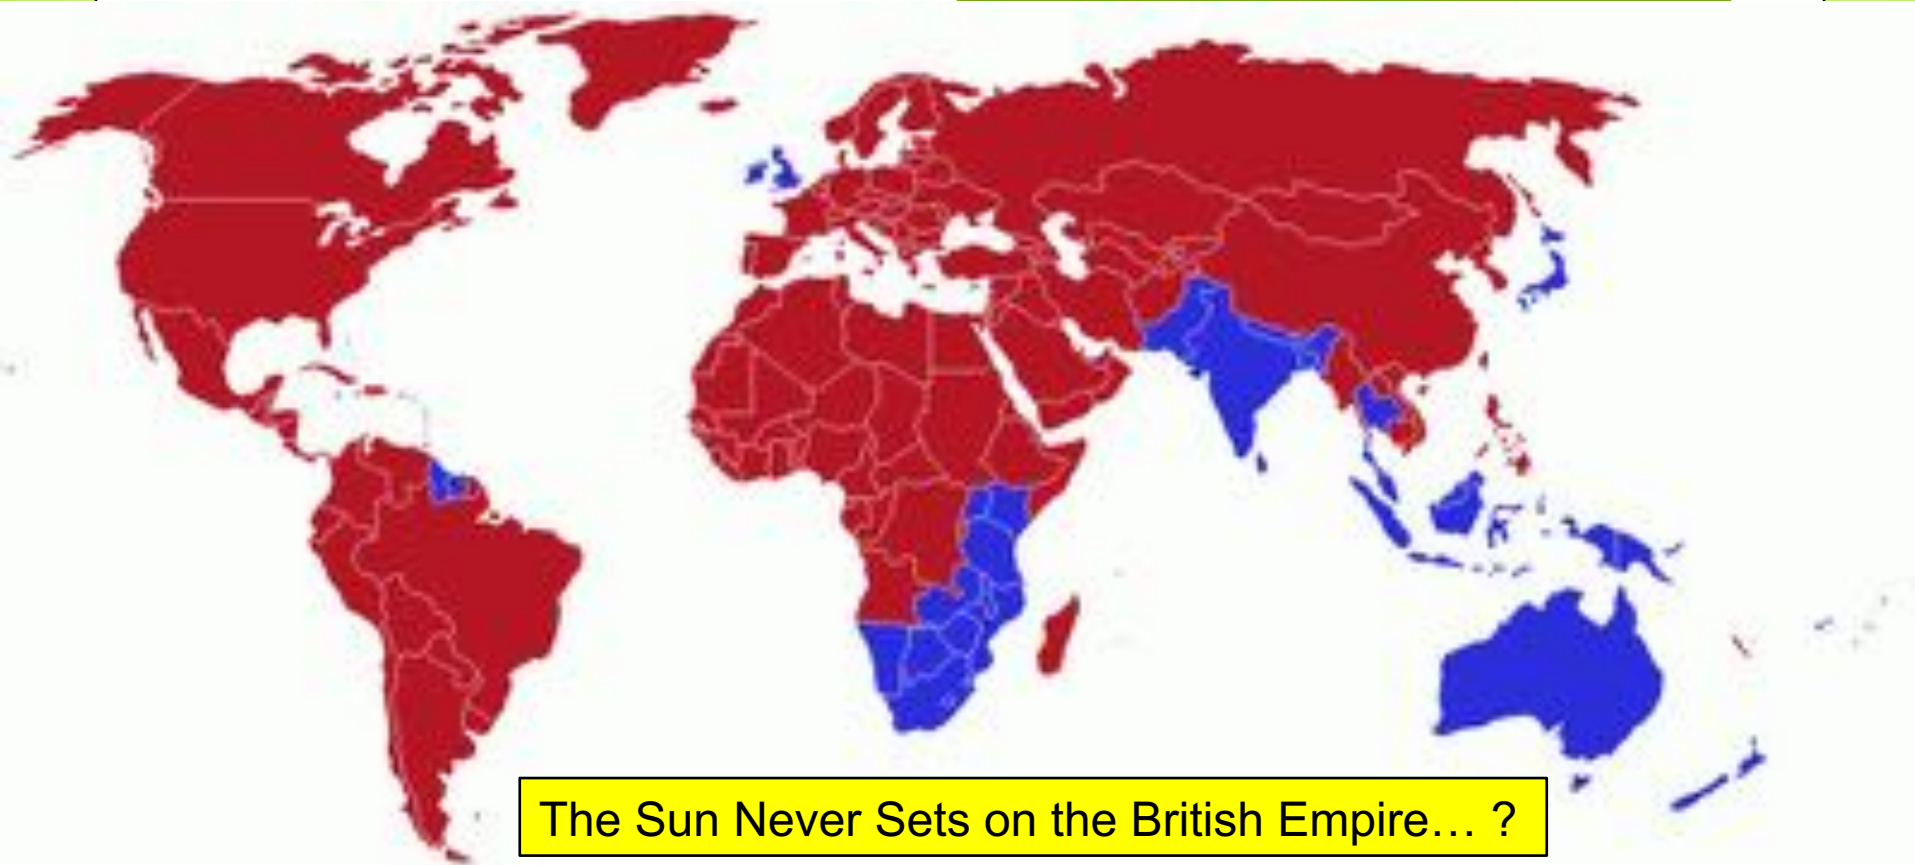 The Sun Never Sets on the British Empire… ?